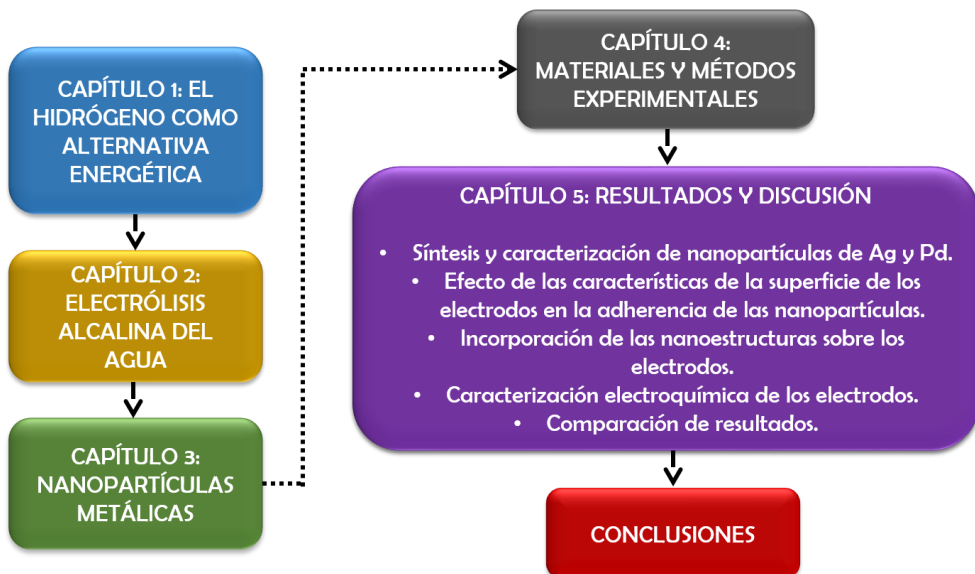 CAPÍTULO 1: EL
HIDRÓGENO COMO
ALTERNATIVA
ENERGÉTICA
CAPÍTULO 2:
ELECTRÓLISIS
ALCALINA DEL
AGUA
CAPÍTULO 3:
NANOPARTÍCULAS
METÁLICAS
CAPÍTULO 4:
MATERIALES Y MÉTODOS
EXPERIMENTALES
CAPÍTULO 5: RESULTADOS Y DISCUSIÓN
• Síntesis y caracterización de nanopartículas de Ag y Pd.
• Efecto de las características de la superficie de los
electrodos en la adherencia de las nanopartículas.
• Incorporación de las nanoestructuras sobre los
electrodos.
• Caracterización electroquímica de los electrodos.
• Comparación de resultados.
CONCLUSIONES